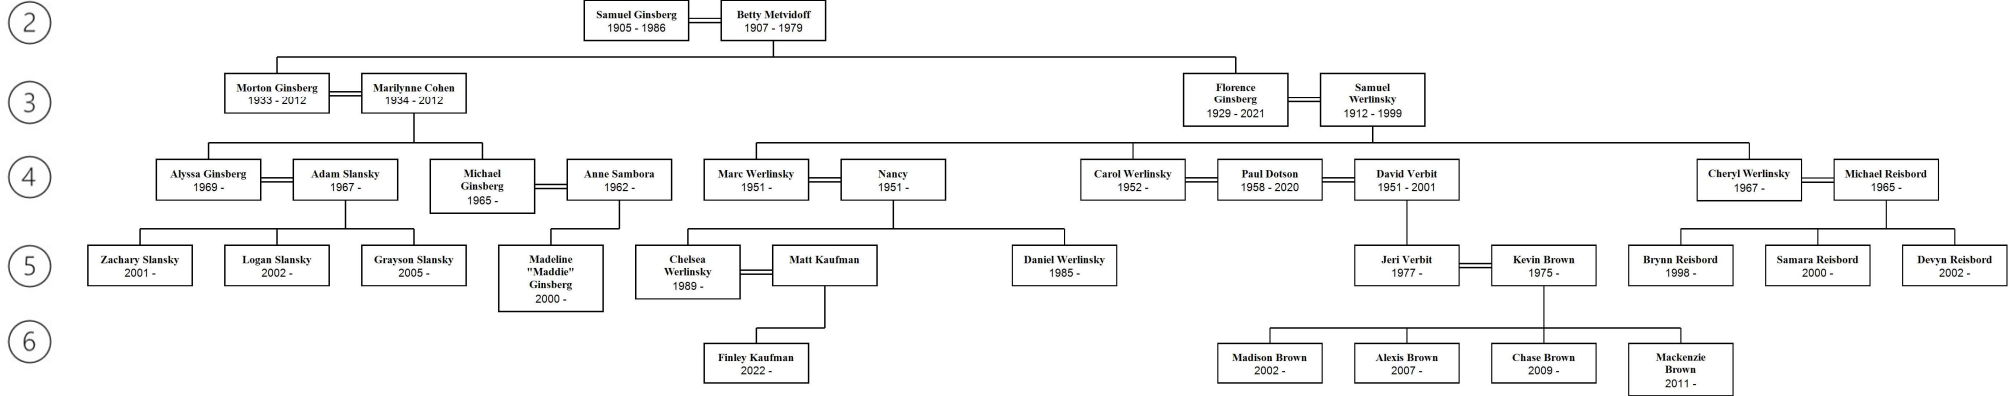 2
Samuel Ginsberg
1905 - 1986
Betty Metvidoff
1907 - 1979
3
Morton Ginsberg
1933 - 2012
Marilynne Cohen
1934 - 2012
Florence
Ginsberg
1929 - 2021
Samuel
Werlinsky
1912 - 1999
4
Alyssa Ginsberg
1969 -
Adam Slansky
1967 -
Michael
Ginsberg
1965 -
Anne Sambora
1962 -
Marc Werlinsky
1951 -
Nancy
1951 -
Carol Werlinsky
1952 -
Paul Dotson
1958 - 2020
David Verbit
1951 - 2001
Cheryl Werlinsky
1967 -
Michael Reisbord
1965 -
5
Zachary Slansky
2001 -
Logan Slansky
2002 -
Grayson Slansky
2005 -
Madeline
"Maddie"
Ginsberg
2000 -
Chelsea
Werlinsky
1989 -
Matt Kaufman
Daniel Werlinsky
1985 -
Jeri Verbit
1977 -
Kevin Brown
1975 -
Brynn Reisbord
1998 -
Samara Reisbord
2000 -
Devyn Reisbord
2002 -
6
Finley Kaufman
2022 -
Madison Brown
2002 -
Alexis Brown
2007 -
Chase Brown
2009 -
Mackenzie
Brown
2011 -